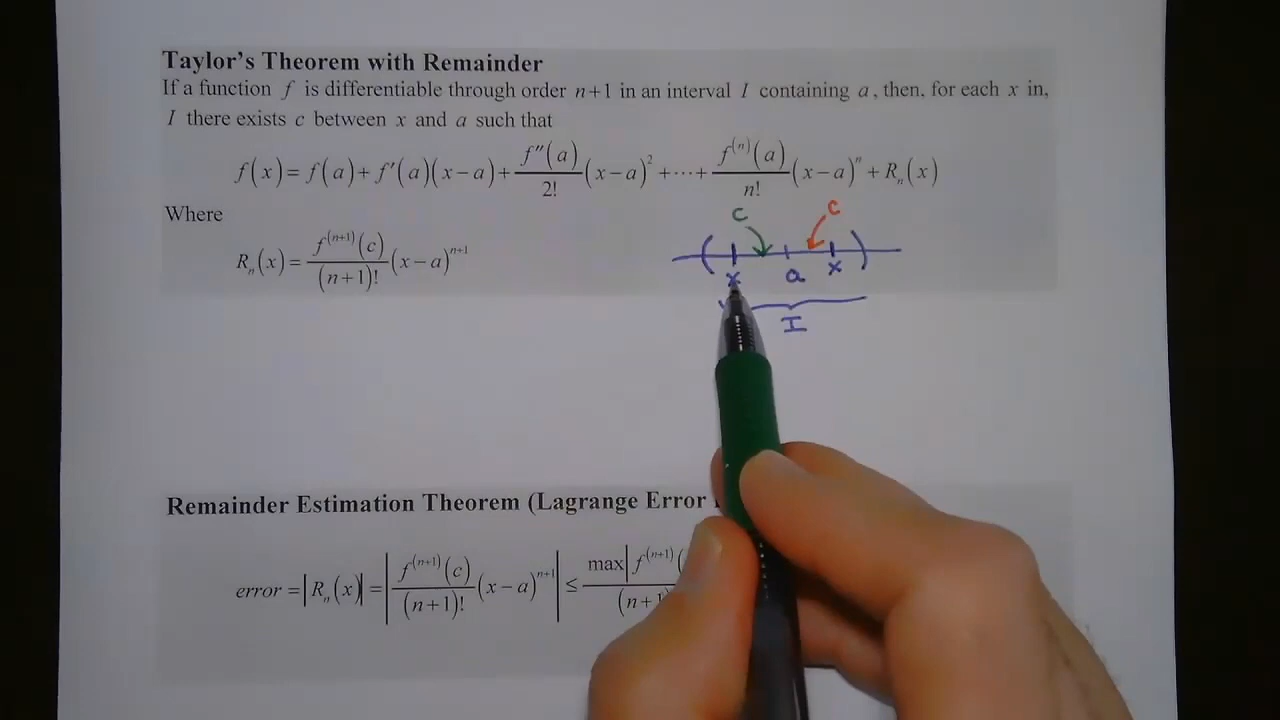 Taylor's Theorem with Remainder
If a function f is differentiable through order n+1 in an interval I containing a, then, for each x in,
I there exists c between x and a such that
f(x) = f(a) + f′(a)(x−a) + f″(a)/2! (x−a)² + ⋯ + f⁽ⁿ⁾(a)/n! (x−a)ⁿ + Rₙ(x)
Where
Rₙ(x) = f⁽ⁿ⁺¹⁾(c)/(n+1)! (x−a)ⁿ⁺¹
c c
x a x
I
Remainder Estimation Theorem (Lagrange Error
error = |Rₙ(x)| = |f⁽ⁿ⁺¹⁾(c)/(n+1)! (x−a)ⁿ⁺¹| ≤ max|f⁽ⁿ⁺¹⁾(/(n+1